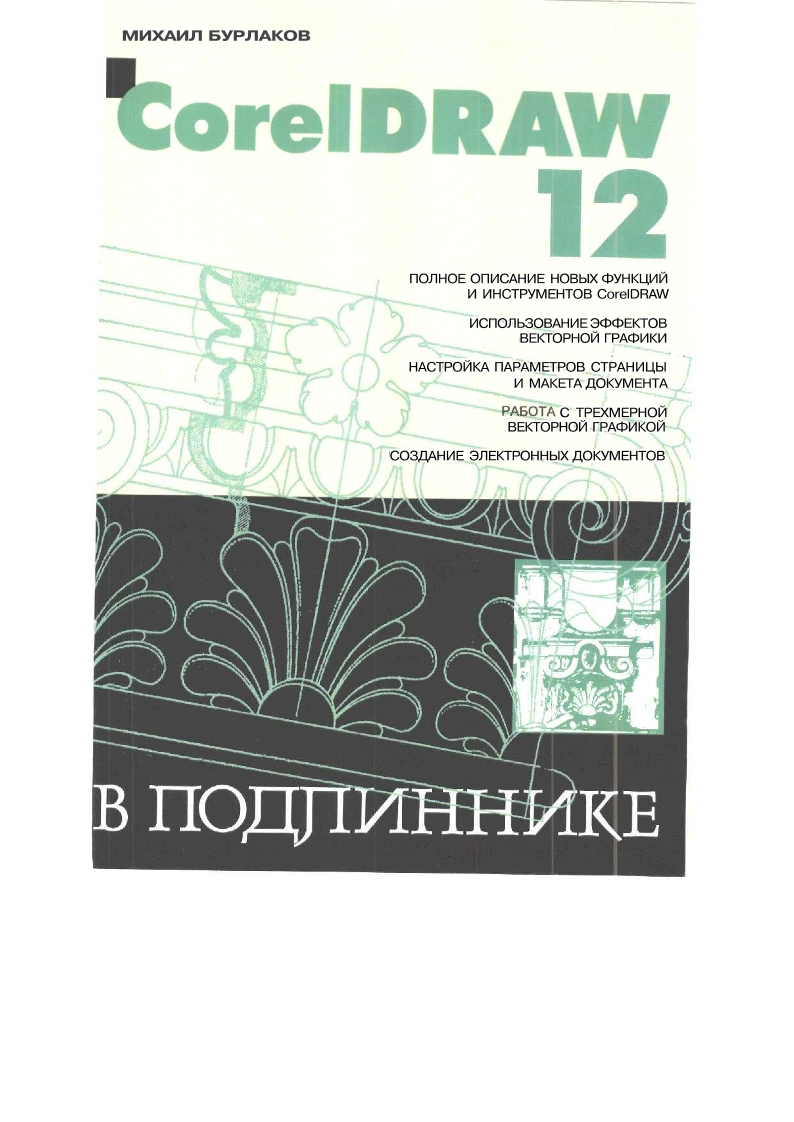 МИХАИЛ БУРЛАКОВ
CorelDRAW
12
ПОЛНОЕ ОПИСАНИЕ НОВЫХ ФУНКЦИЙ
И ИНСТРУМЕНТОВ CorelDRAW
ИСПОЛЬЗОВАНИЕ ЭФФЕКТОВ
ВЕКТОРНОЙ ГРАФИКИ
НАСТРОЙКА ПАРАМЕТРОВ СТРАНИЦЫ
И МАКЕТА ДОКУМЕНТА
РАБОТА С ТРЕХМЕРНОЙ
ВЕКТОРНОЙ ГРАФИКОЙ
СОЗДАНИЕ ЭЛЕКТРОННЫХ ДОКУМЕНТОВ
В ПОДЛИННИКЕ